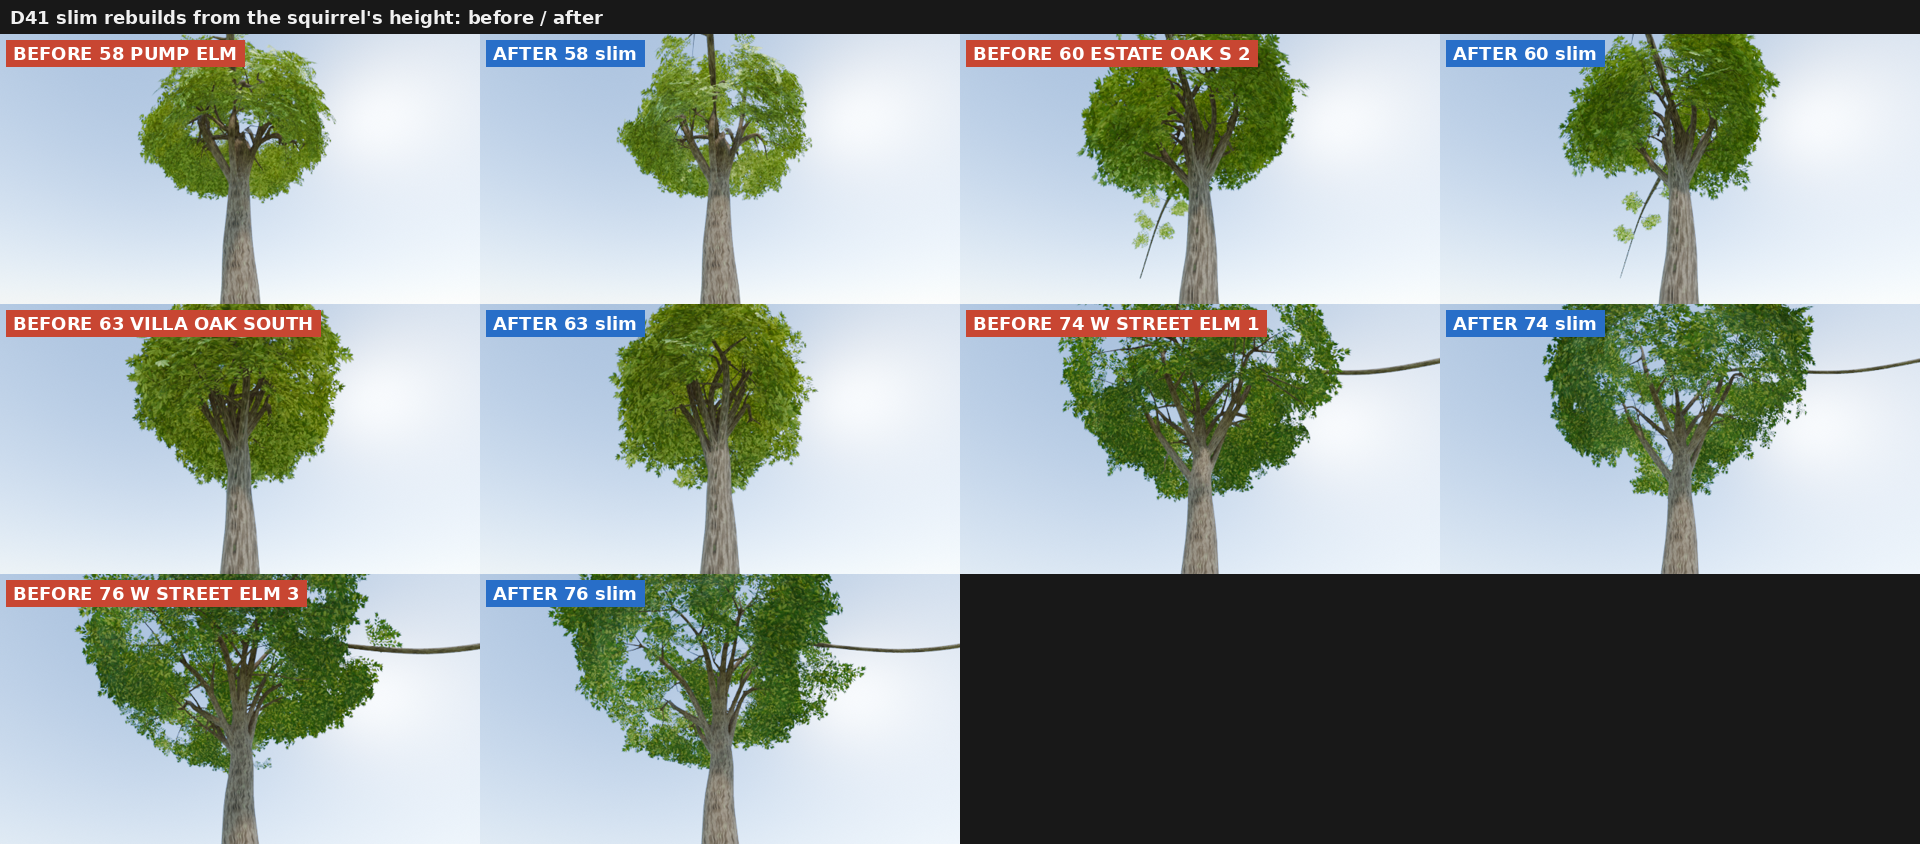 D41 slim rebuilds from the squirrel's height: before / after
BEFORE 58 PUMP ELM
AFTER 58 slim
BEFORE 60 ESTATE OAK S 2
AFTER 60 slim
BEFORE 63 VILLA OAK SOUTH
AFTER 63 slim
BEFORE 74 W STREET ELM 1
AFTER 74 slim
BEFORE 76 W STREET ELM 3
AFTER 76 slim